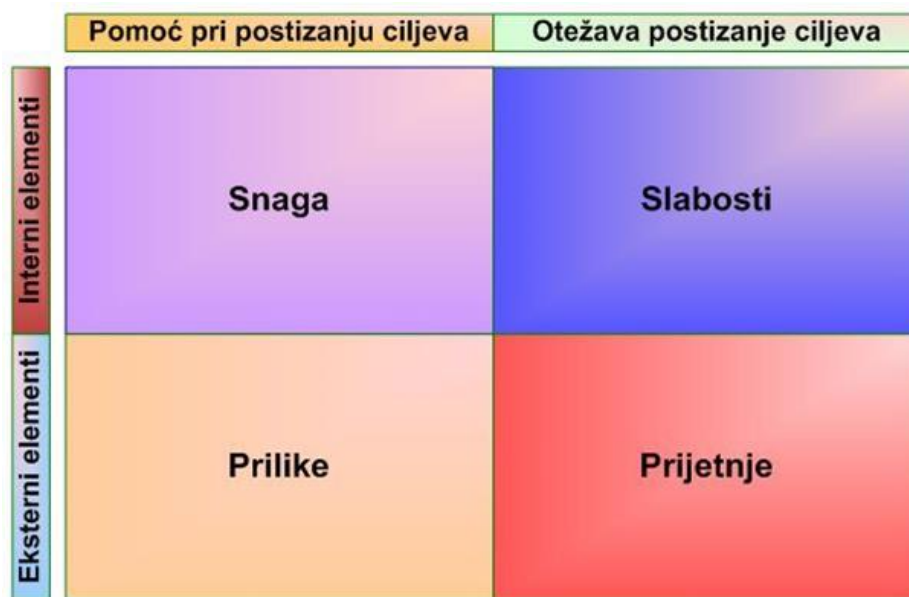 Pomoć pri postizanju ciljeva
Otežava postizanje ciljeva
Interni elementi
Snaga
Slabosti
Eksterni elementi
Prilike
Prijetnje